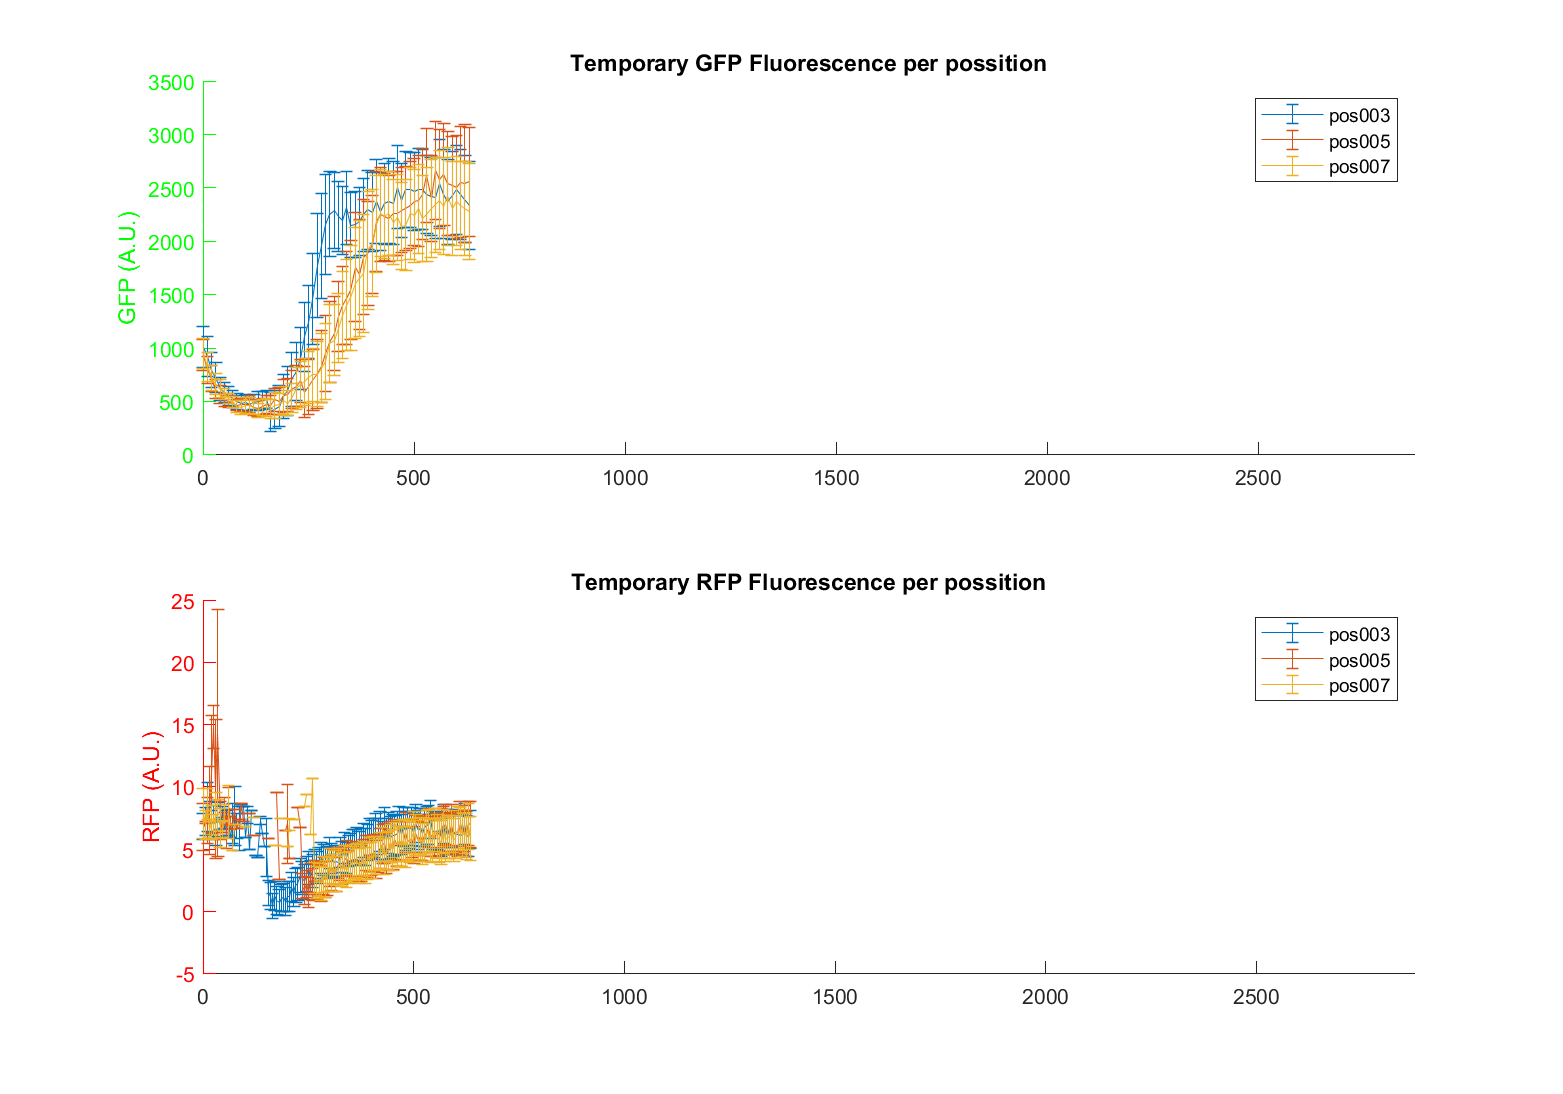 Temporary GFP Fluorescence per possition
GFP (A.U.)
3500
3000
2500
2000
1500
1000
500
0
0 500 1000 1500 2000 2500
pos003
pos005
pos007
Temporary RFP Fluorescence per possition
RFP (A.U.)
25
20
15
10
5
0
-5
0 500 1000 1500 2000 2500
pos003
pos005
pos007